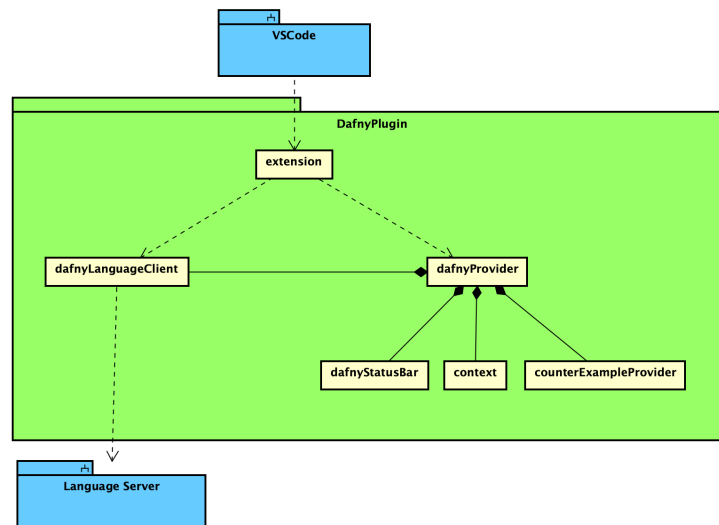 VSCode
DafnyPlugin
extension
dafnyLanguageClient
dafnyProvider
dafnyStatusBar
context
counterExampleProvider
Language Server